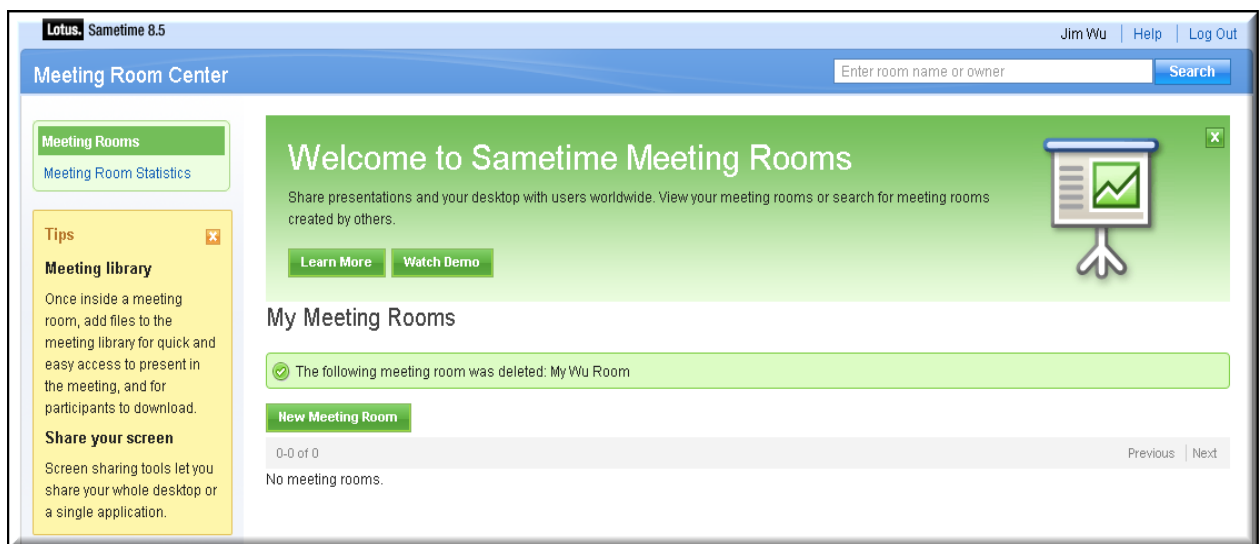 Lotus. Sametime 8.5
Jim Wu | Help | Log Out
Meeting Room Center
Enter room name or owner
Search
Meeting Rooms
Meeting Room Statistics
Tips
Meeting library
Once inside a meeting
room, add files to the
meeting library for quick and
easy access to present in
the meeting, and for
participants to download.
Share your screen
Screen sharing tools let you
share your whole desktop or
a single application.
Welcome to Sametime Meeting Rooms
Share presentations and your desktop with users worldwide. View your meeting rooms or search for meeting rooms
created by others.
Learn More
Watch Demo
My Meeting Rooms
The following meeting room was deleted: My Wu Room
New Meeting Room
0-0 of 0
Previous | Next
No meeting rooms.